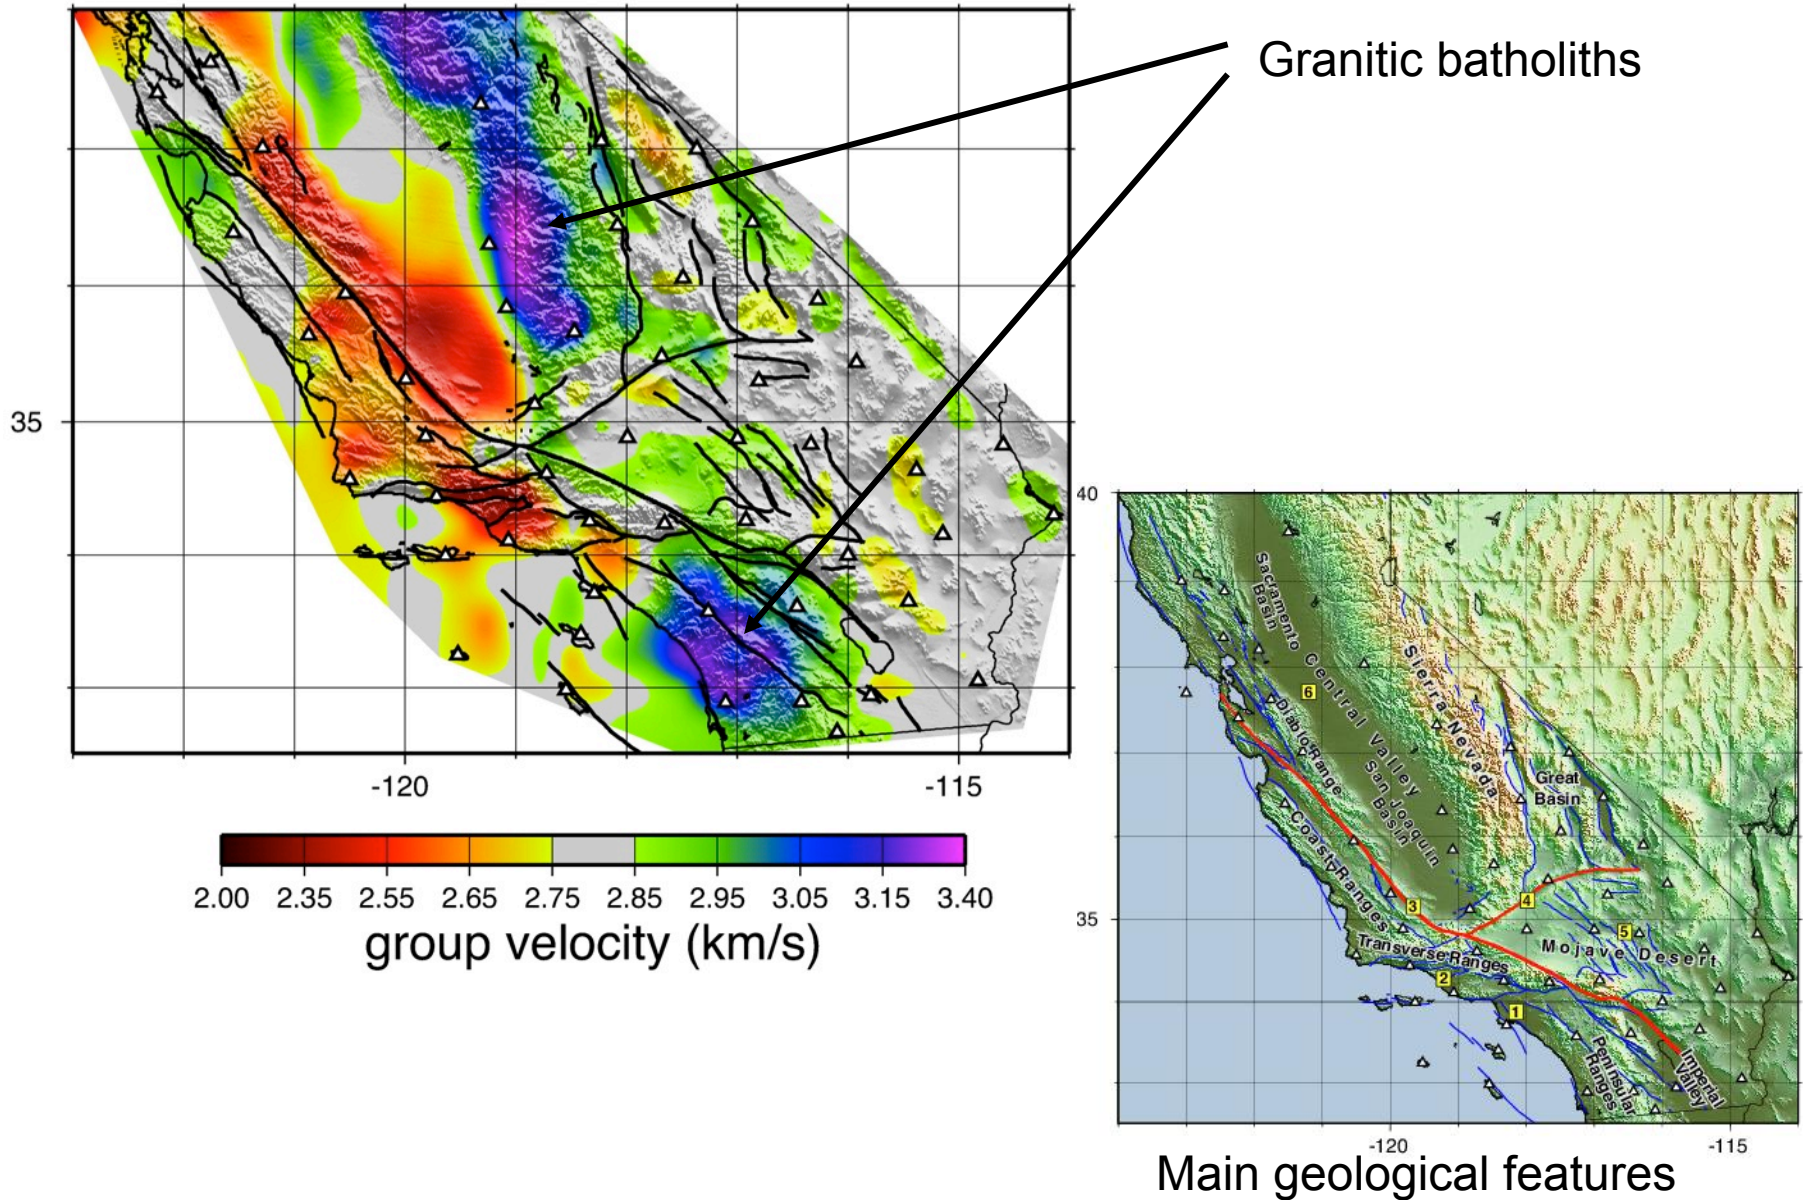 Granitic batholiths
35
-120
-115
2.00 2.35 2.55 2.65 2.75 2.85 2.95 3.05 3.15 3.40
group velocity (km/s)
40
35
-120
-115
Sacramento
Basin
Central Valley
San Joaquin
Basin
Sierra Nevada
Diablo Range
Great
Basin
Coast Ranges
Transverse Ranges
Mojave Desert
Peninsular
Ranges
Imperial
Valley
6
3
4
5
2
1
Main geological features